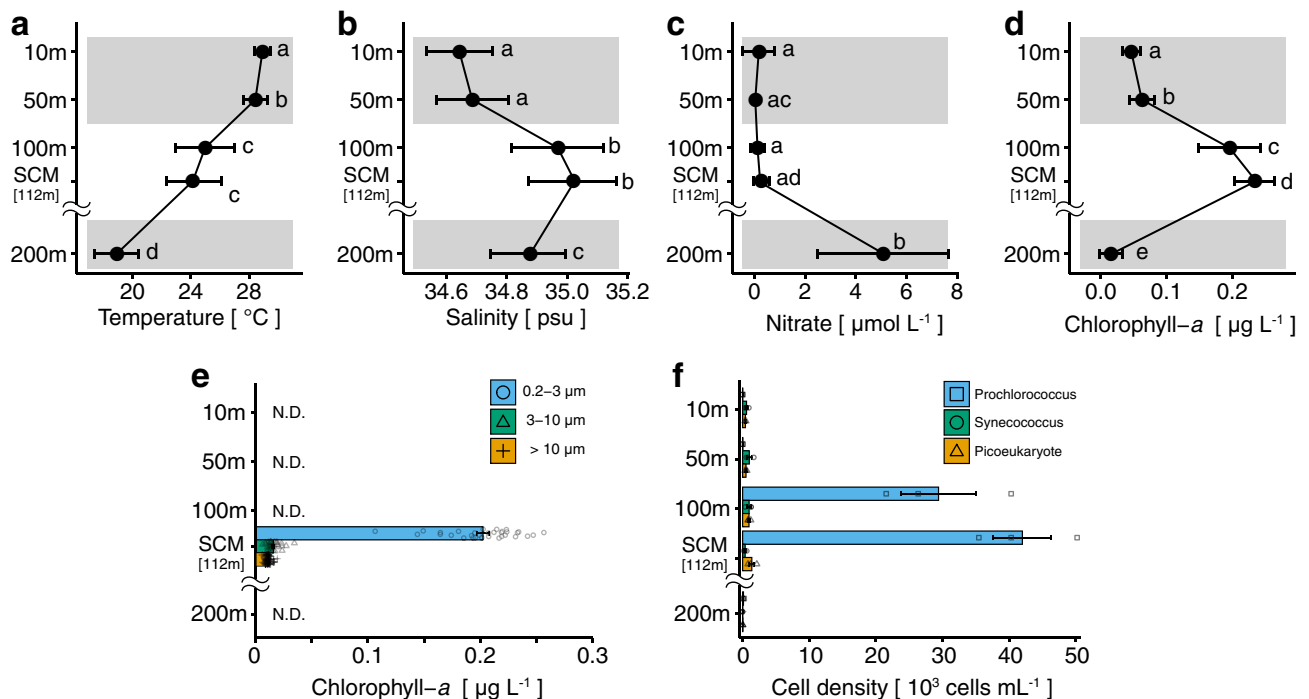 a
10m
50m
100m
SCM
[112m]
200m
a
b
c
c
d
20 24 28
Temperature [ °C ]
b
10m
50m
100m
SCM
[112m]
200m
a
a
b
b
c
34.6 34.8 35.0 35.2
Salinity [ psu ]
c
10m
50m
100m
SCM
[112m]
200m
a
ac
a
ad
b
0 2 4 6 8
Nitrate [ µmol L⁻¹ ]
d
10m
50m
100m
SCM
[112m]
200m
a
b
c
d
e
0.0 0.1 0.2
Chlorophyll–a [ µg L⁻¹ ]
e
10m
50m
100m
SCM
[112m]
200m
N.D.
N.D.
N.D.
N.D.
0.2–3 µm
3–10 µm
> 10 µm
0 0.1 0.2 0.3
Chlorophyll–a [ µg L⁻¹ ]
f
10m
50m
100m
SCM
[112m]
200m
Prochlorococcus
Synecococcus
Picoeukaryote
0 10 20 30 40 50
Cell density [ 10³ cells mL⁻¹ ]